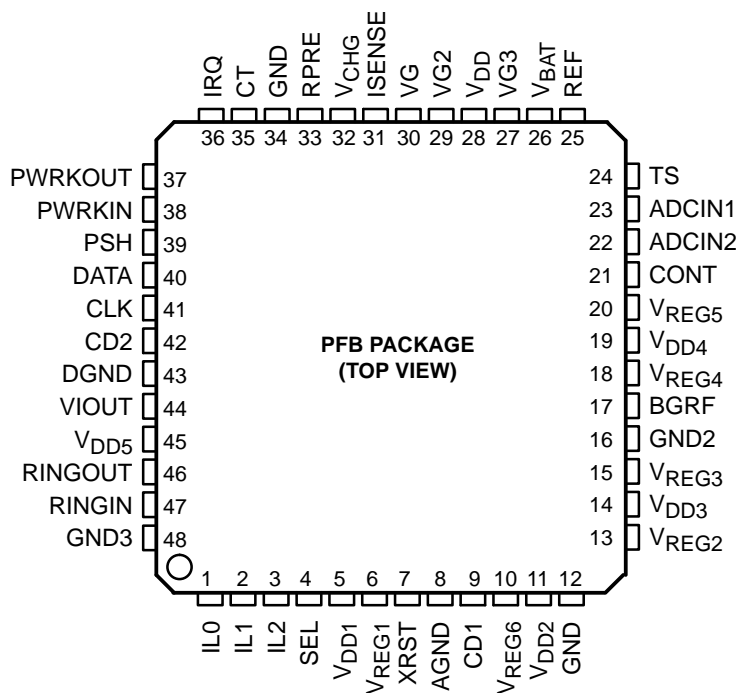 IRQ
CT
GND
RPRE
VCHG
ISENSE
VG
VG2
VDD
VG3
VBAT
REF
36 35 34 33 32 31 30 29 28 27 26 25
PWRKOUT 37
PWRKIN 38
PSH 39
DATA 40
CLK 41
CD2 42
DGND 43
VIOUT 44
VDD5 45
RINGOUT 46
RINGIN 47
GND3 48
PFB PACKAGE
(TOP VIEW)
24 TS
23 ADCIN1
22 ADCIN2
21 CONT
20 VREG5
19 VDD4
18 VREG4
17 BGRF
16 GND2
15 VREG3
14 VDD3
13 VREG2
1 2 3 4 5 6 7 8 9 10 11 12
IL0
IL1
IL2
SEL
VDD1
VREG1
XRST
AGND
CD1
VREG6
VDD2
GND